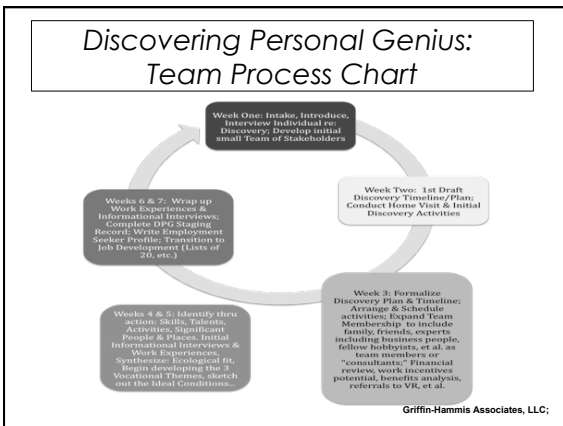 Discovering Personal Genius:
Team Process Chart
Week One: Intake, Introduce,
Interview Individual re:
Discovery; Develop initial
small Team of Stakeholders
Week Two:  1st Draft
Discovery Timeline/Plan;
Conduct Home Visit & Initial
Discovery Activities
Week 3: Formalize
Discovery Plan & Timeline;
Arrange & Schedule
activities; Expand Team
Membership to include
family, friends, experts
including business people,
fellow hobbyists, et al. as
team members or
"consultants;" Financial
review, work incentives
potential, benefits analysis,
referrals to VR, et al.
Weeks 4 & 5: Identify thru
action: Skills, Talents,
Activities, Significant
People & Places. Initial
Informational Interviews &
Work Experiences,
Synthesize: Ecological fit,
Begin developing the 3
Vocational Themes, sketch
out the Ideal Conditions...
Weeks 6 & 7:  Wrap up
Work Experiences &
Informational Interviews;
Complete DPG Staging
Record; Write Employment
Seeker Profile; Transition to
Job Development (Lists of
20, etc.)
Griffin-Hammis Associates, LLC;